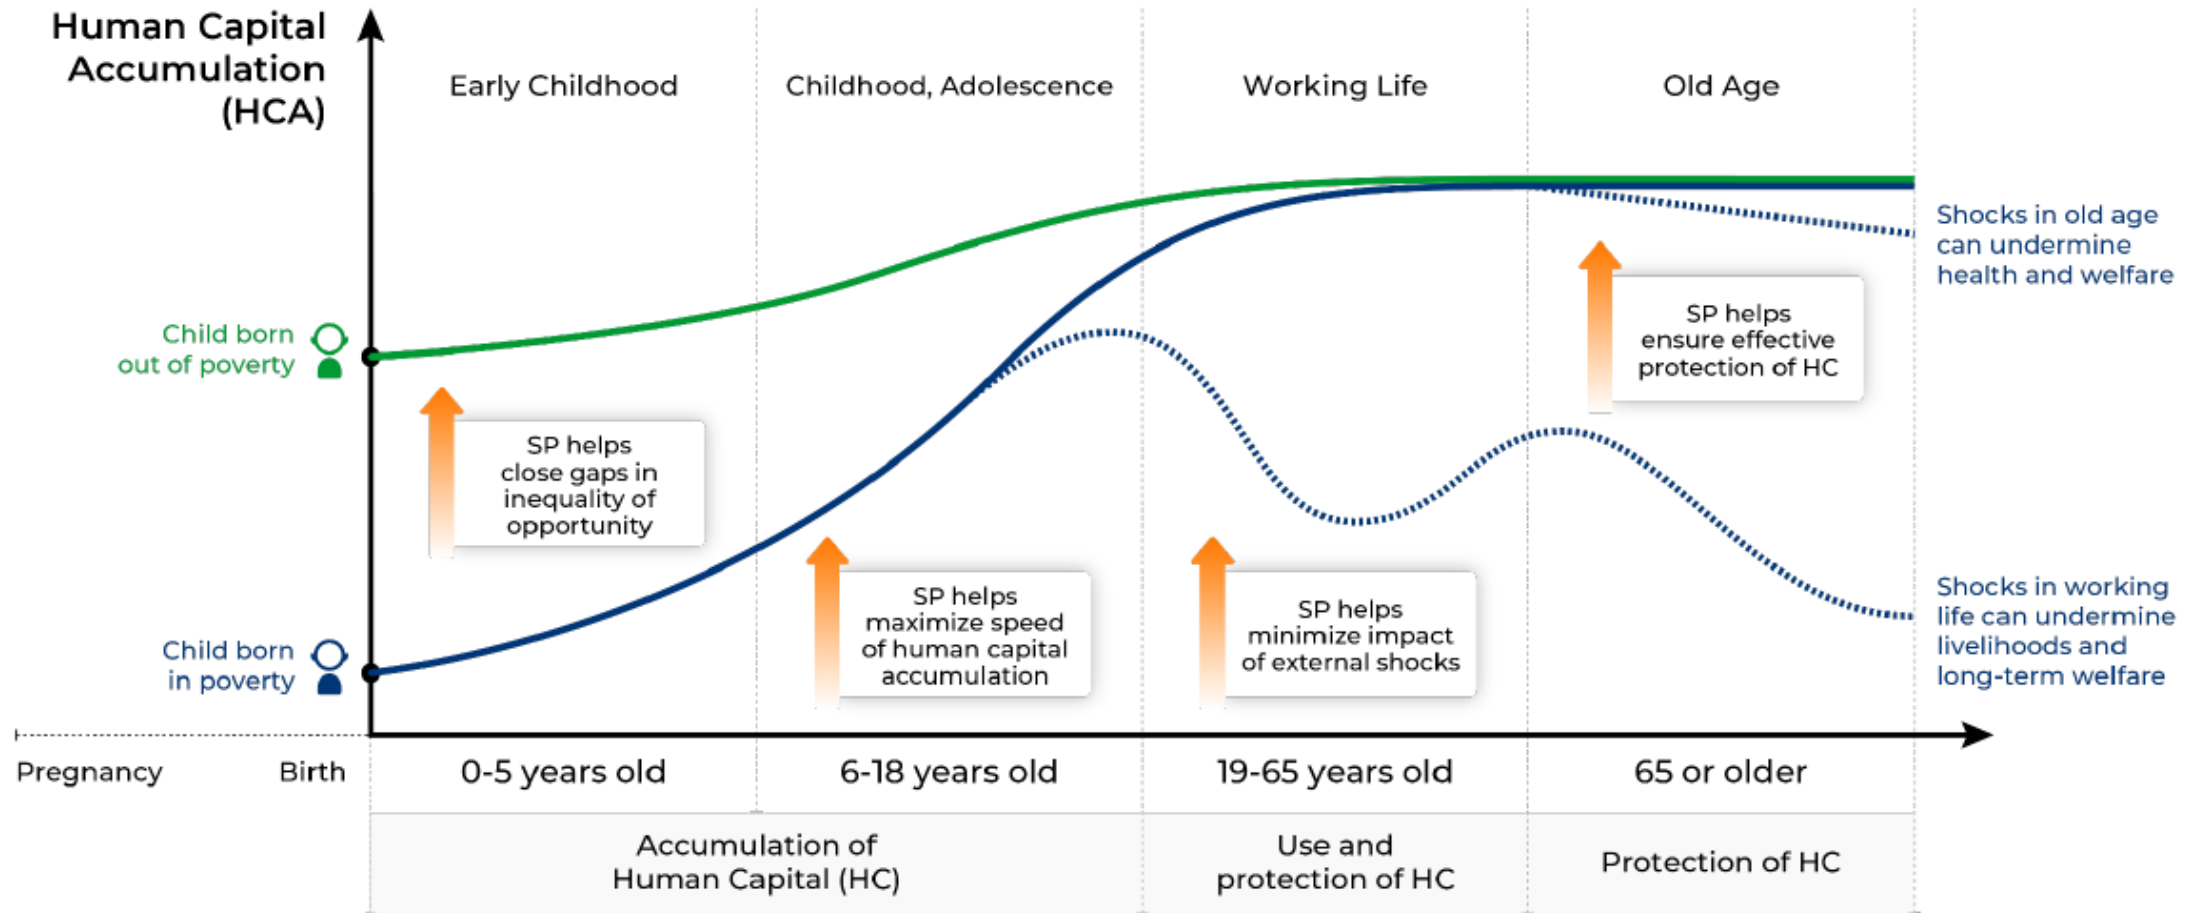 Human Capital
Accumulation
(HCA)
Early Childhood
Childhood, Adolescence
Working Life
Old Age
Child born
out of poverty
Child born
in poverty
SP helps
close gaps in
inequality of
opportunity
SP helps
maximize speed
of human capital
accumulation
SP helps
minimize impact
of external shocks
SP helps
ensure effective
protection of HC
Shocks in old age
can undermine
health and welfare
Shocks in working
life can undermine
livelihoods and
long-term welfare
Pregnancy
Birth
0-5 years old
6-18 years old
19-65 years old
65 or older
Accumulation of
Human Capital (HC)
Use and
protection of HC
Protection of HC